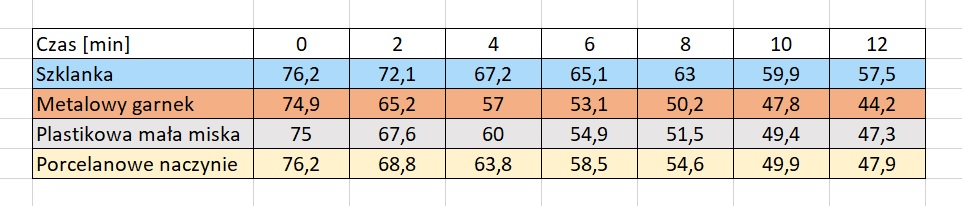 Czas [min] 0 2 4 6 8 10 12
Szklanka 76,2 72,1 67,2 65,1 63 59,9 57,5
Metalowy garnek 74,9 65,2 57 53,1 50,2 47,8 44,2
Plastikowa mała miska 75 67,6 60 54,9 51,5 49,4 47,3
Porcelanowe naczynie 76,2 68,8 63,8 58,5 54,6 49,9 47,9